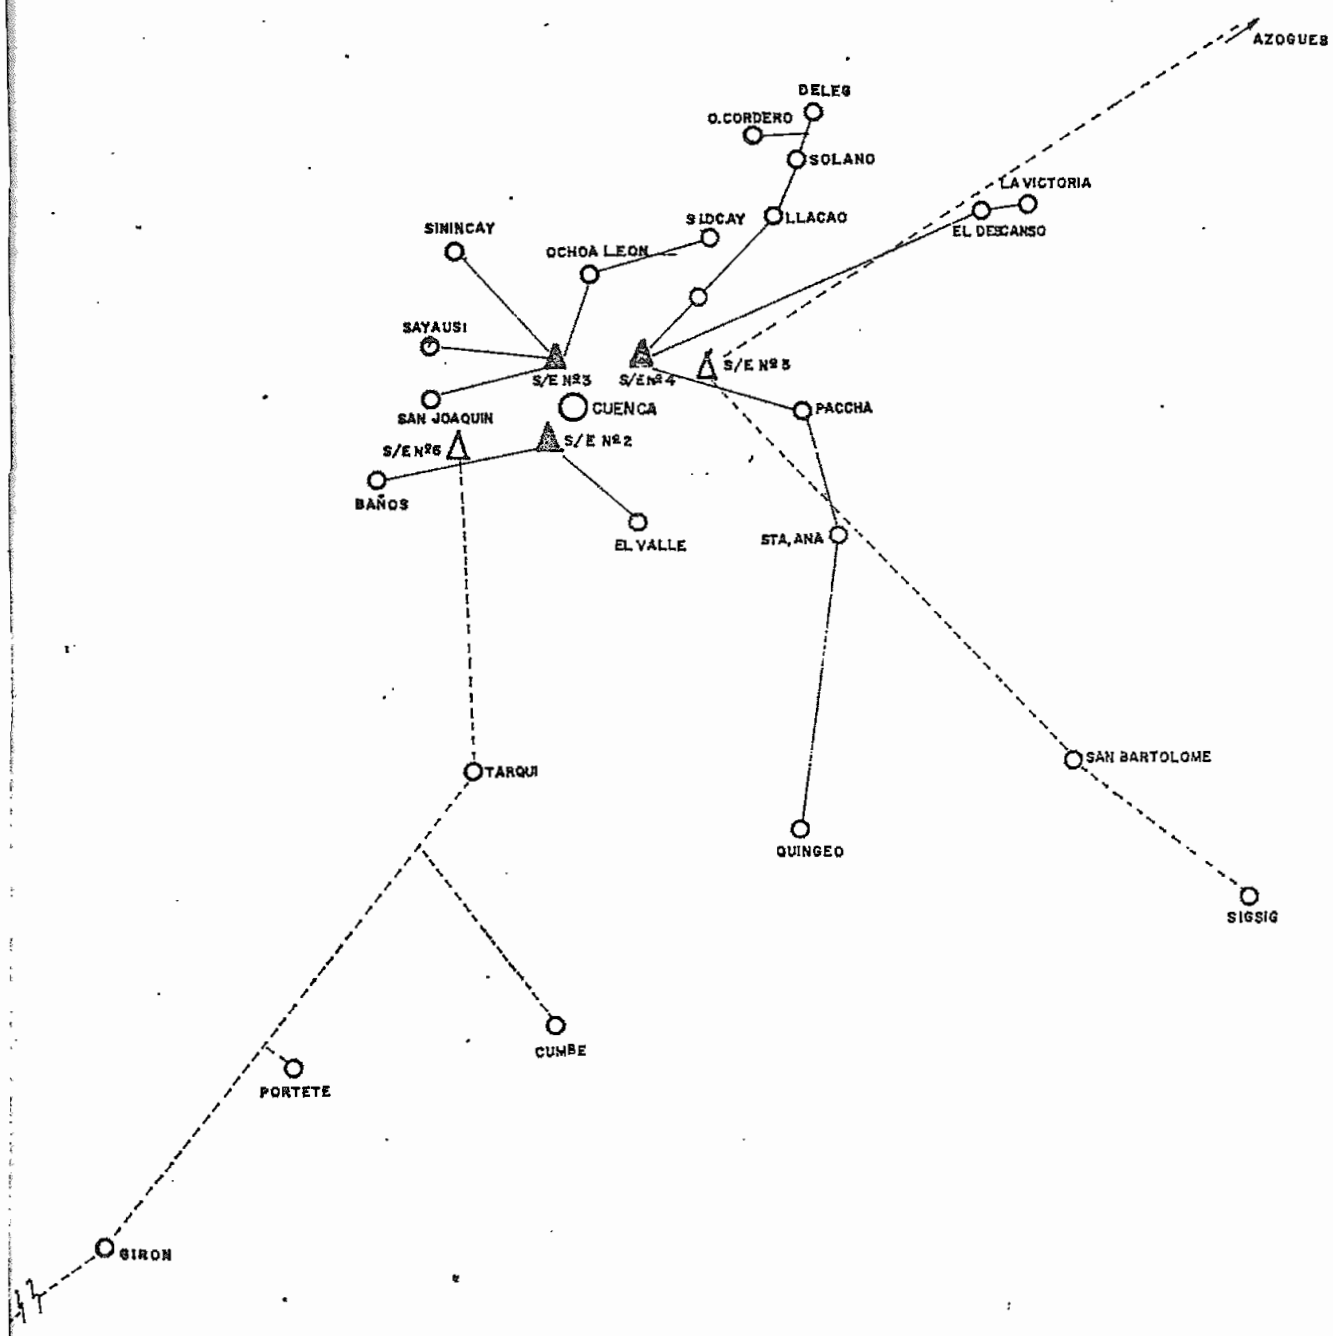 AZOGUES
DELEG
O.CORDERO
SOLANO
LA VICTORIA
SIDCAY
LLACAO
SININCAY
EL DESCANSO
OCHOA LEON
SAYAUSI
S/E Nº3
S/E Nº4
S/E Nº5
SAN JOAQUIN
CUENCA
PACCHA
S/E Nº6
S/E Nº2
BAÑOS
EL VALLE
STA, ANA
SAN BARTOLOME
TARQUI
QUINGEO
SIGSIG
CUMBE
PORTETE
GIRON